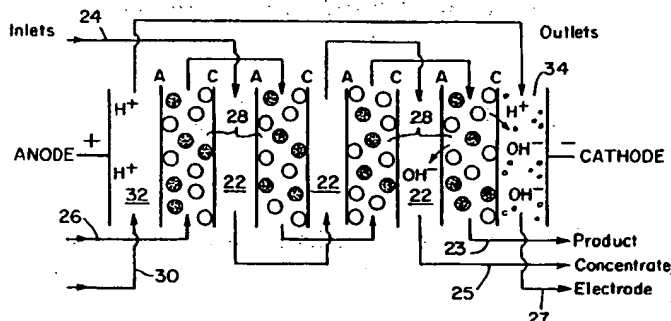 24
Inlets
Outlets
34
A C A C A C A C
H+
28
28
H+
ANODE +
OH−
OH−
− CATHODE
H+
32
22
22
22
OH−
26
23
Product
Concentrate
30
25
Electrode
27